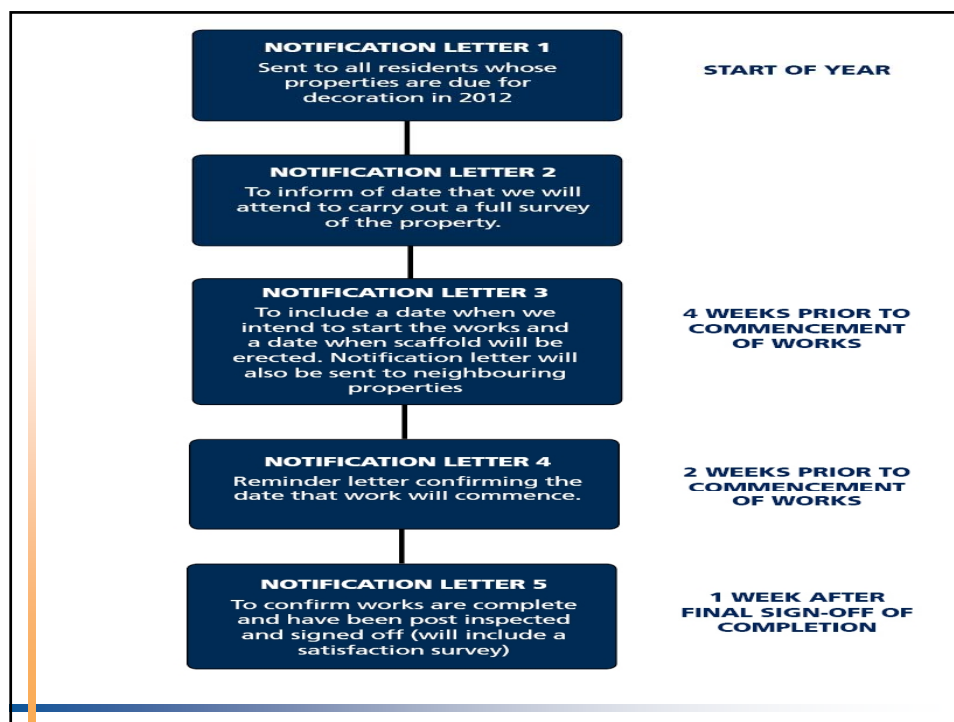 NOTIFICATION LETTER 1
Sent to all residents whose
properties are due for
decoration in 2012
START OF YEAR
NOTIFICATION LETTER 2
To inform of date that we will
attend to carry out a full survey
of the property.
NOTIFICATION LETTER 3
To include a date when we
intend to start the works and
a date when scaffold will be
erected. Notification letter will
also be sent to neighbouring
properties
4 WEEKS PRIOR TO
COMMENCEMENT
OF WORKS
NOTIFICATION LETTER 4
Reminder letter confirming the
date that work will commence.
2 WEEKS PRIOR TO
COMMENCEMENT
OF WORKS
NOTIFICATION LETTER 5
To confirm works are complete
and have been post inspected
and signed off (will include a
satisfaction survey)
1 WEEK AFTER
FINAL SIGN-OFF OF
COMPLETION